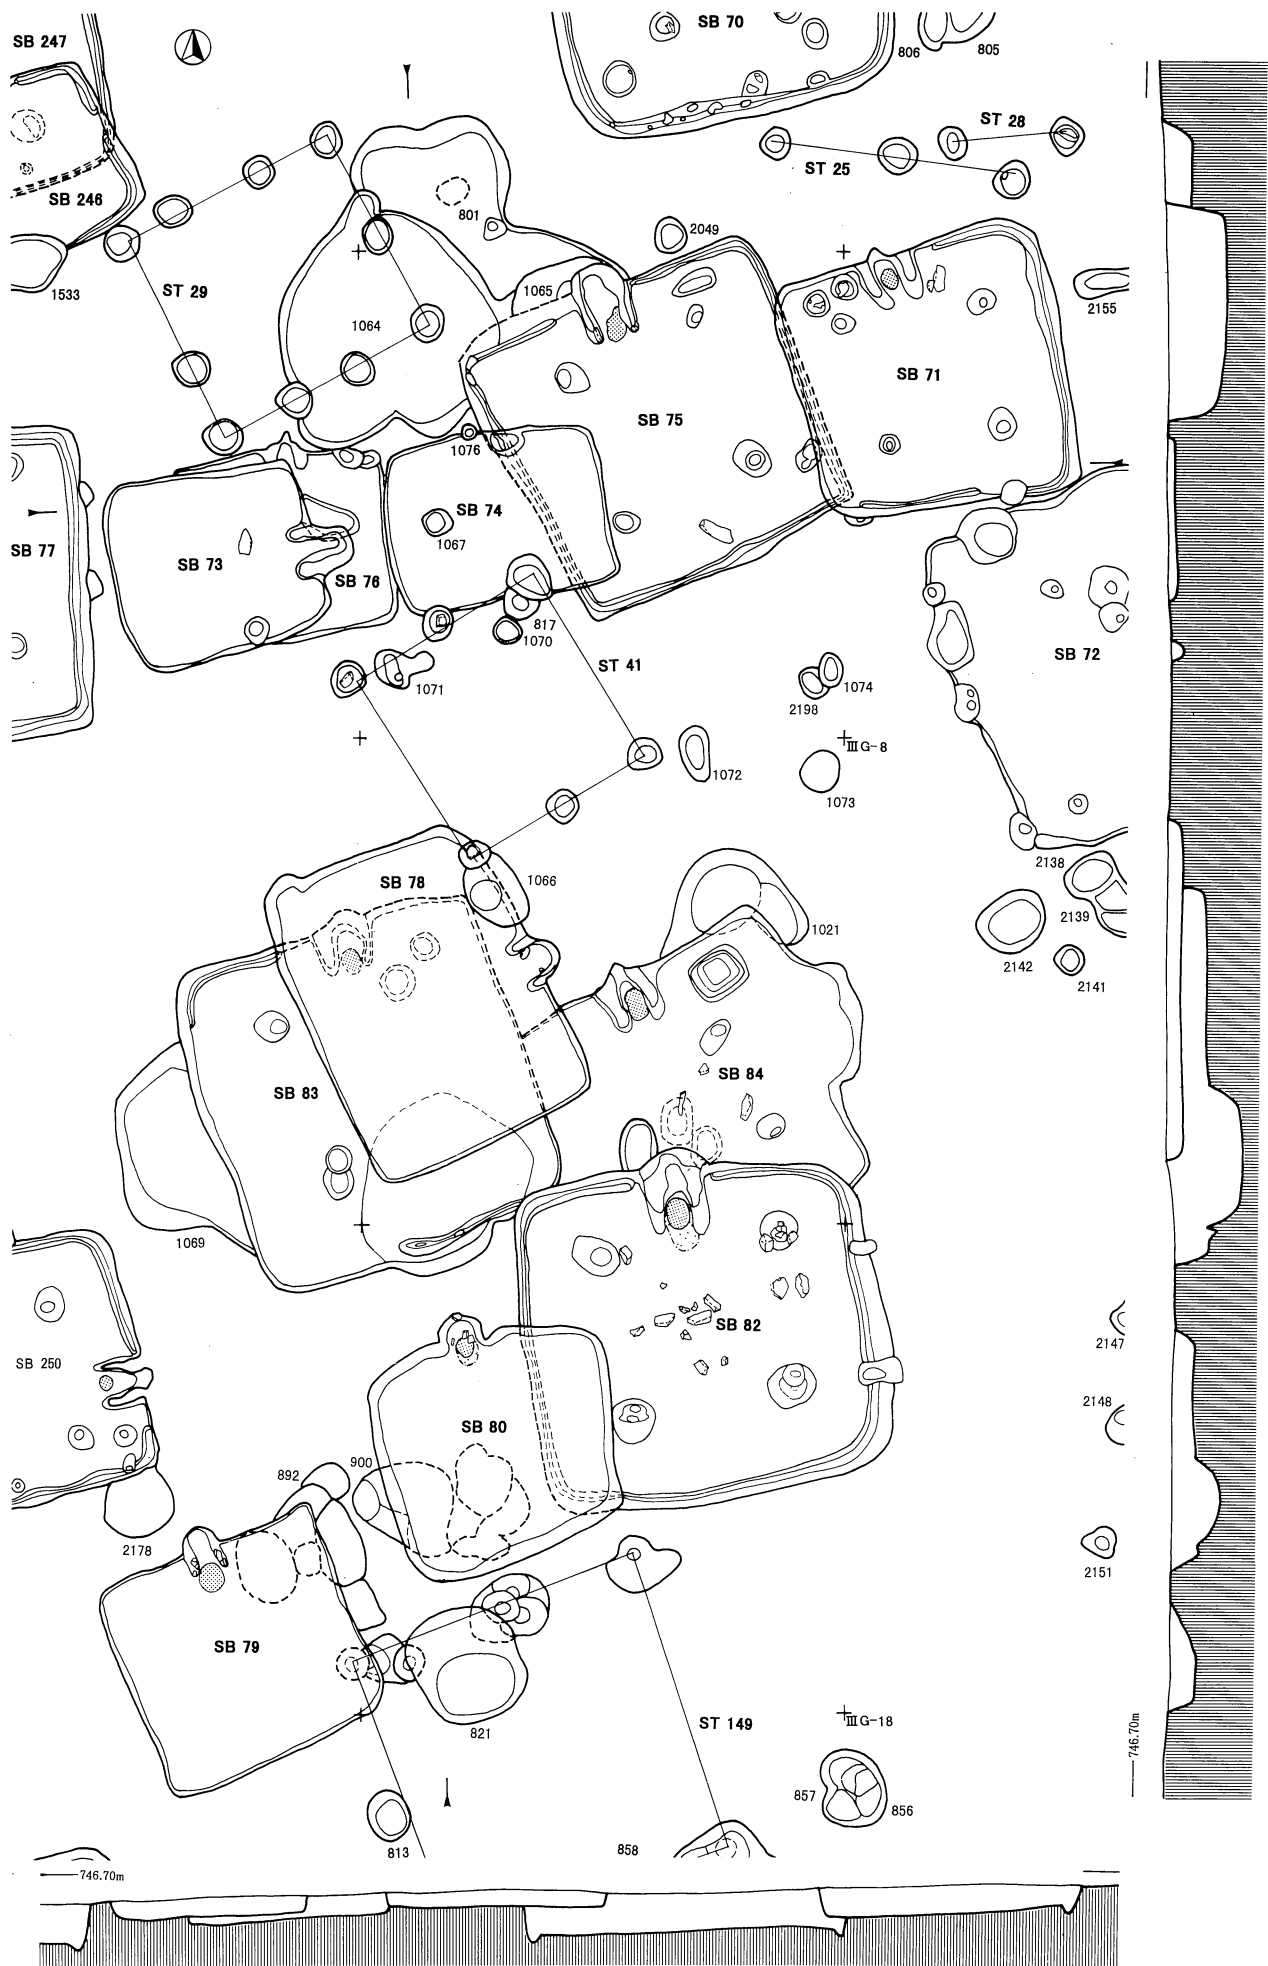 SB 247
SB 70
806
805
ST 28
ST 25
SB 246
801
2049
1533
ST 29
1065
2155
1064
SB 71
SB 75
1076
SB 74
1067
SB 77
SB 73
SB 76
817
1070
ST 41
SB 72
1071
1074
2198
ⅢG-8
1072
1073
2138
SB 78
1066
2139
1021
2142
2141
SB 84
SB 83
1069
SB 82
2147
SB 250
2148
SB 80
892
900
2178
2151
SB 79
ST 149
ⅢG-18
821
746.70m
857
856
813
858
746.70m